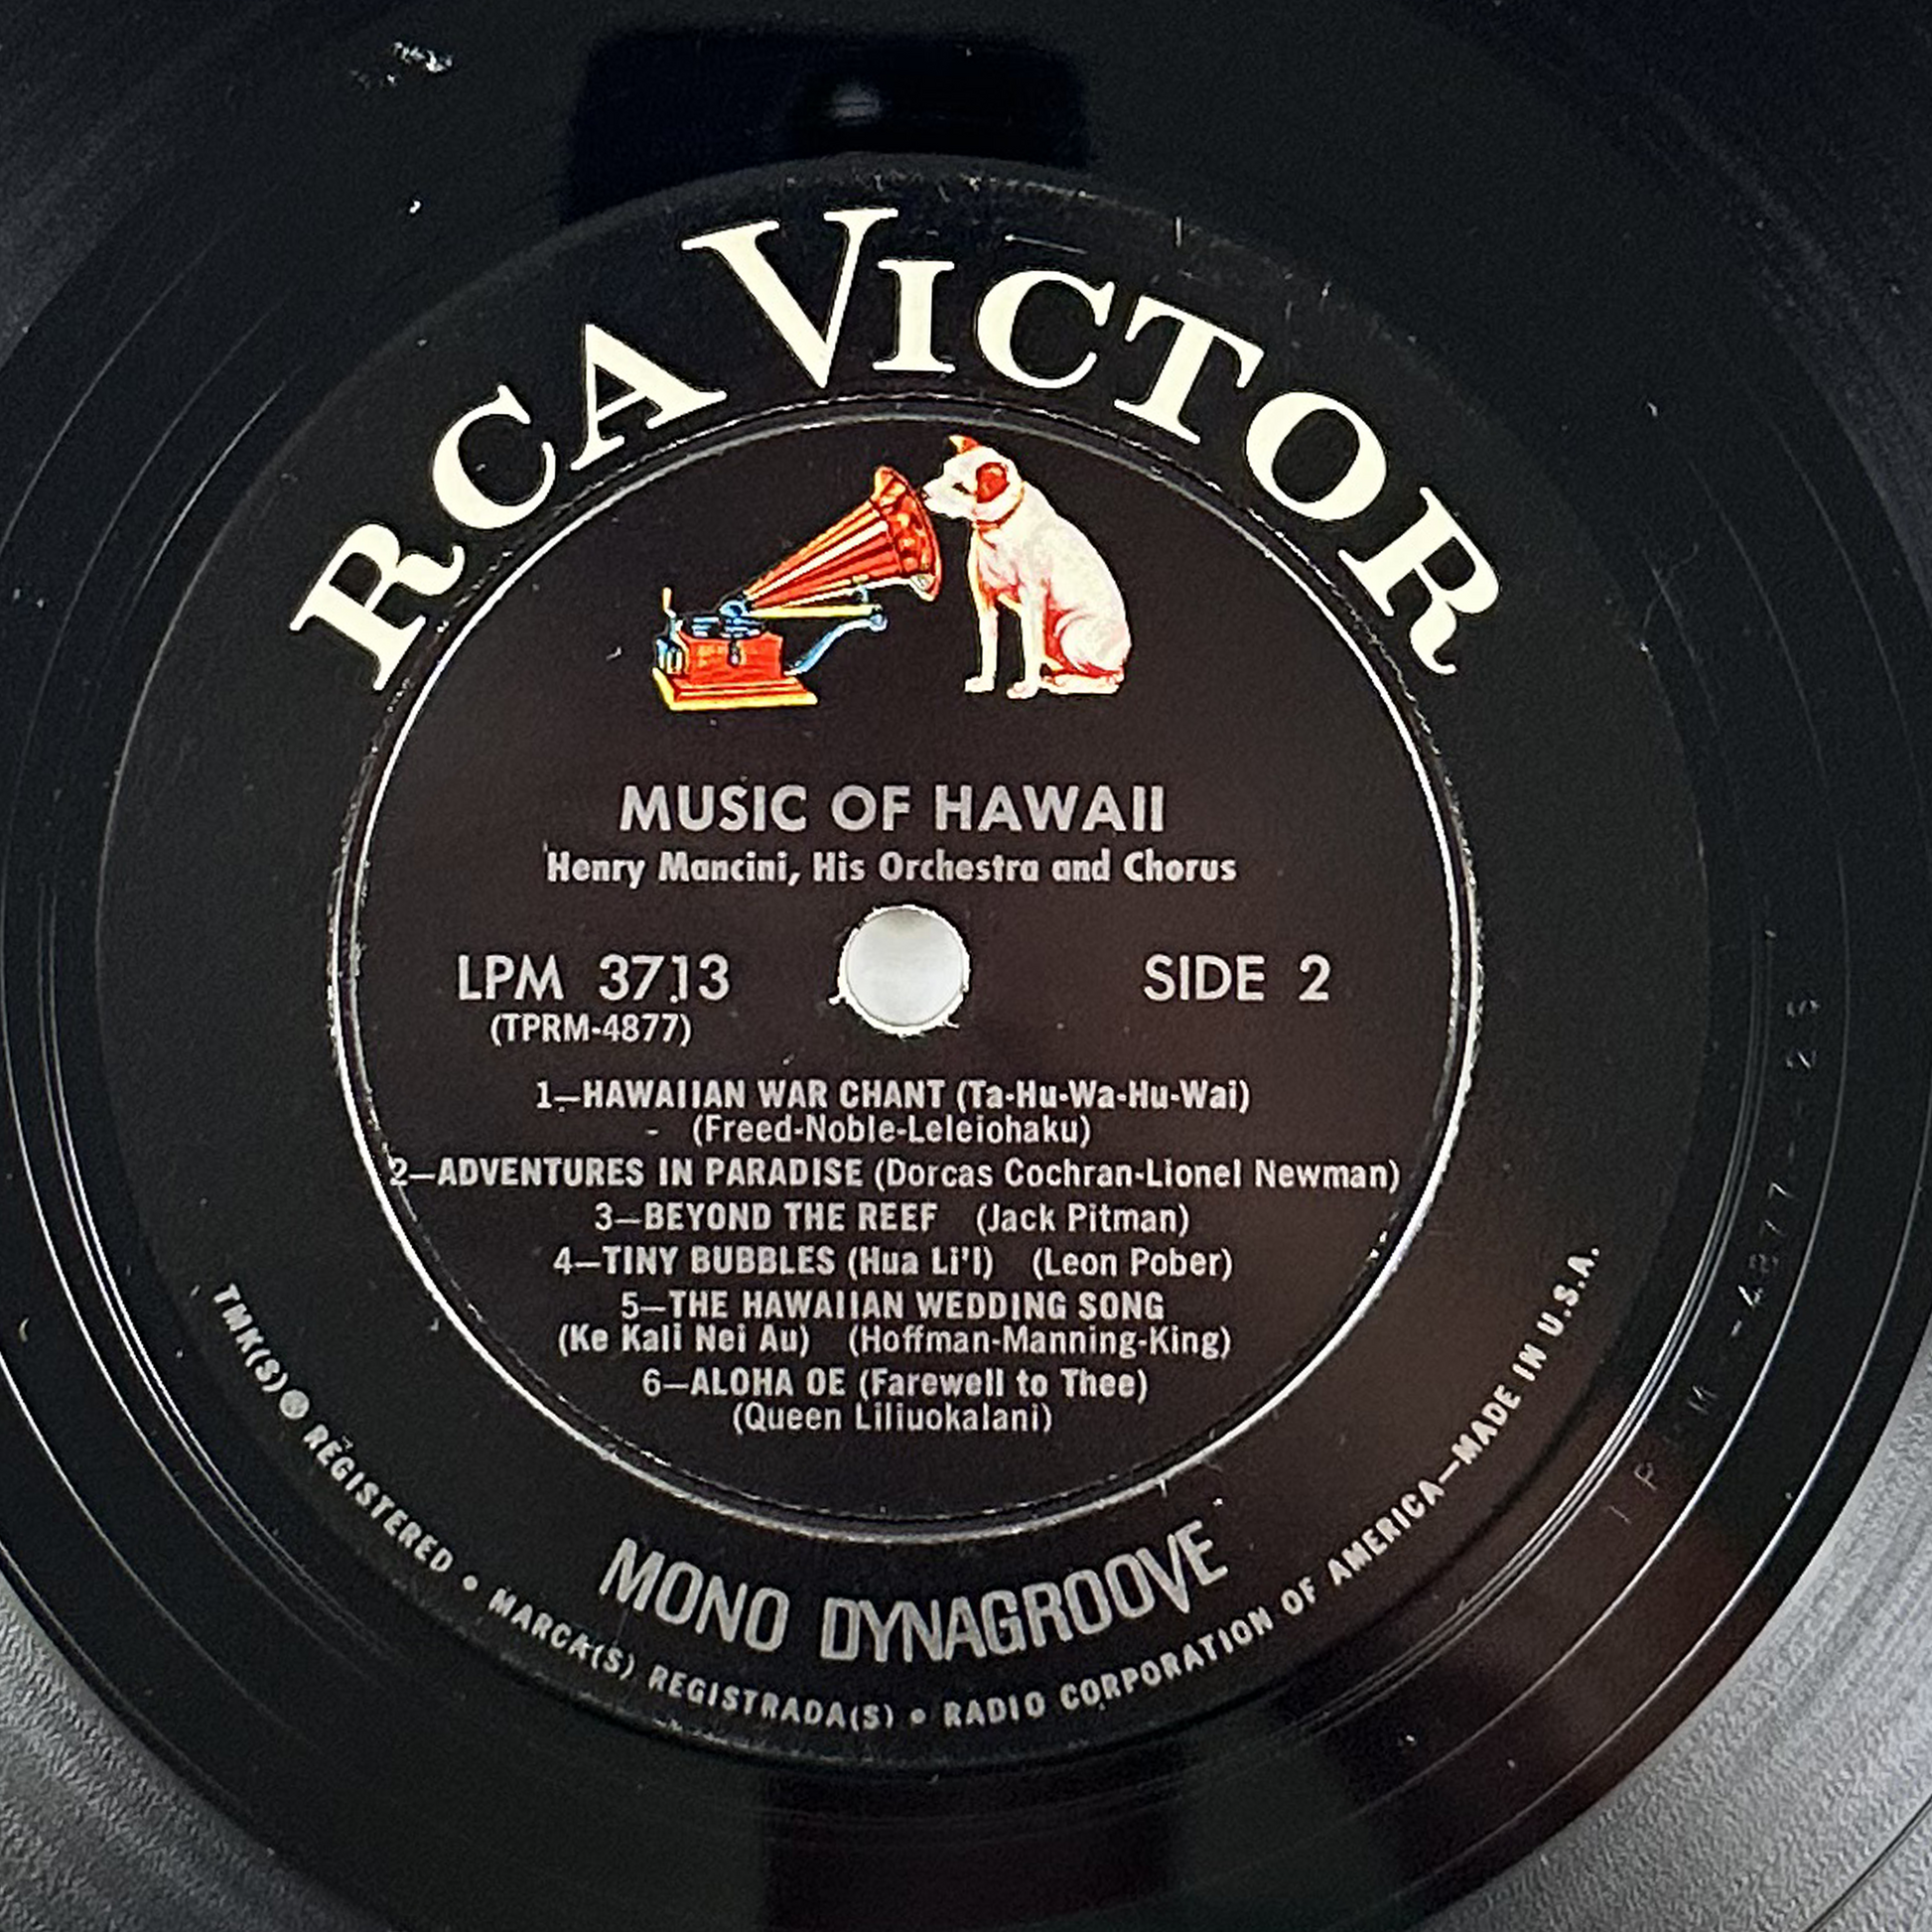 RCA VICTOR
MUSIC OF HAWAII
Henry Mancini, His Orchestra and Chorus
LPM 3713
SIDE 2
(TPRM-4877)
1—HAWAIIAN WAR CHANT (Ta-Hu-Wa-Hu-Wai)
(Freed-Noble-Leleiohaku)
2—ADVENTURES IN PARADISE (Dorcas Cochran-Lionel Newman)
3—BEYOND THE REEF (Jack Pitman)
4—TINY BUBBLES (Hua Li'l) (Leon Pober)
5—THE HAWAIIAN WEDDING SONG
(Ke Kali Nei Au) (Hoffman-Manning-King)
6—ALOHA OE (Farewell to Thee)
(Queen Liliuokalani)
MONO DYNAGROOVE
TMK(S) ® REGISTERED • MARCA(S) REGISTRADA(S) • RADIO CORPORATION OF AMERICA—MADE IN U.S.A.